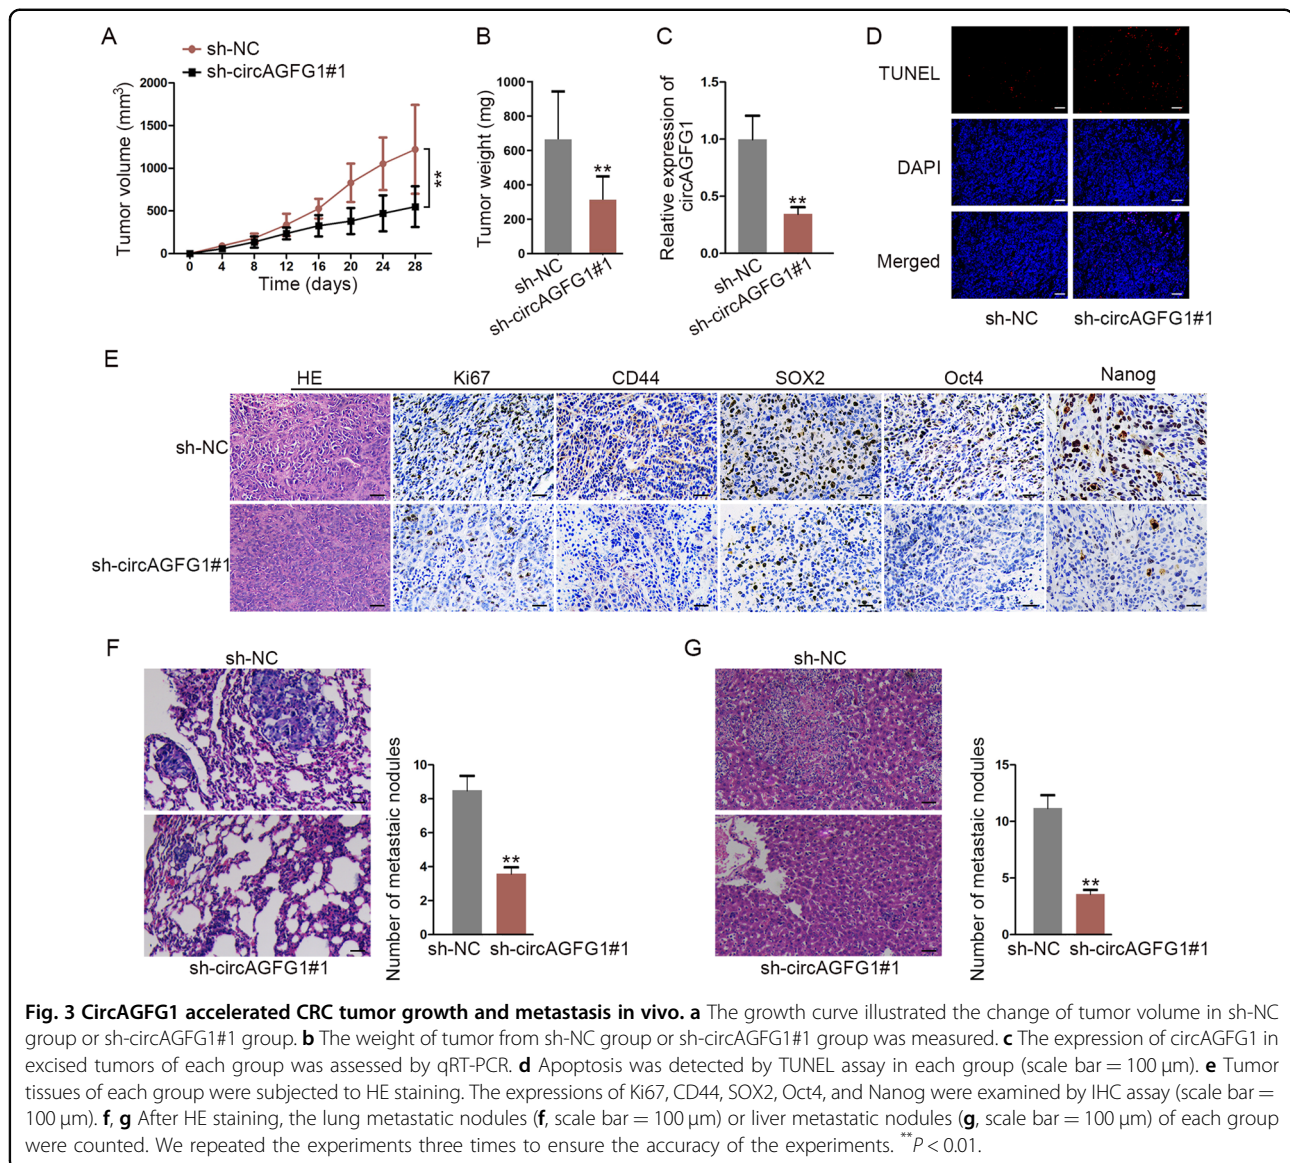 A
sh-NC
sh-circAGFG1#1
Tumor volume (mm³)
2000
1500
1000
500
0
0 4 8 12 16 20 24 28
Time (days)
**
B
Tumor weight (mg)
1000
800
600
400
200
0
**
sh-NC
sh-circAGFG1#1
C
Relative expression of
circAGFG1
1.5
1.0
0.5
0.0
**
sh-NC
sh-circAGFG1#1
D
TUNEL
DAPI
Merged
sh-NC sh-circAGFG1#1
E
HE Ki67 CD44 SOX2 Oct4 Nanog
sh-NC
sh-circAGFG1#1
F
sh-NC
sh-circAGFG1#1
Number of metastaic nodules
10
8
6
4
2
0
**
sh-NC sh-circAGFG1#1
G
sh-NC
sh-circAGFG1#1
Number of metastaic nodules
15
10
5
0
**
sh-NC sh-circAGFG1#1
Fig. 3 CircAGFG1 accelerated CRC tumor growth and metastasis in vivo. a The growth curve illustrated the change of tumor volume in sh-NC
group or sh-circAGFG1#1 group. b The weight of tumor from sh-NC group or sh-circAGFG1#1 group was measured. c The expression of circAGFG1 in
excised tumors of each group was assessed by qRT-PCR. d Apoptosis was detected by TUNEL assay in each group (scale bar = 100 μm). e Tumor
tissues of each group were subjected to HE staining. The expressions of Ki67, CD44, SOX2, Oct4, and Nanog were examined by IHC assay (scale bar =
100 μm). f, g After HE staining, the lung metastatic nodules (f, scale bar = 100 μm) or liver metastatic nodules (g, scale bar = 100 μm) of each group
were counted. We repeated the experiments three times to ensure the accuracy of the experiments. **P < 0.01.